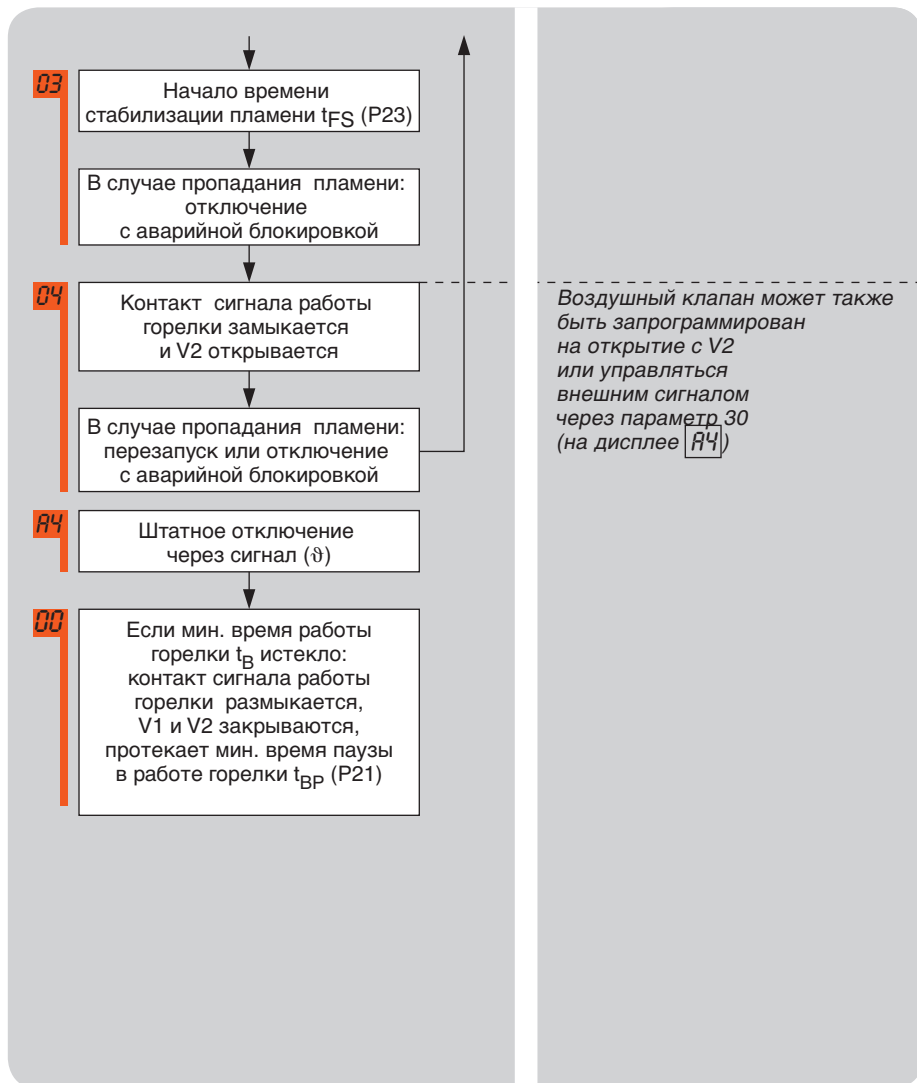 03
Начало времени
стабилизации пламени tFS (P23)
В случае пропадания пламени:
отключение
с аварийной блокировкой
04
Контакт сигнала работы
горелки замыкается
и V2 открывается
Воздушный клапан может также
быть запрограммирован
на открытие с V2
или управляться
внешним сигналом
через параметр 30
(на дисплее A4)
В случае пропадания пламени:
перезапуск или отключение
с аварийной блокировкой
A4
Штатное отключение
через сигнал (ϑ)
00
Если мин. время работы
горелки tB истекло:
контакт сигнала работы
горелки размыкается,
V1 и V2 закрываются,
протекает мин. время паузы
в работе горелки tBP (P21)